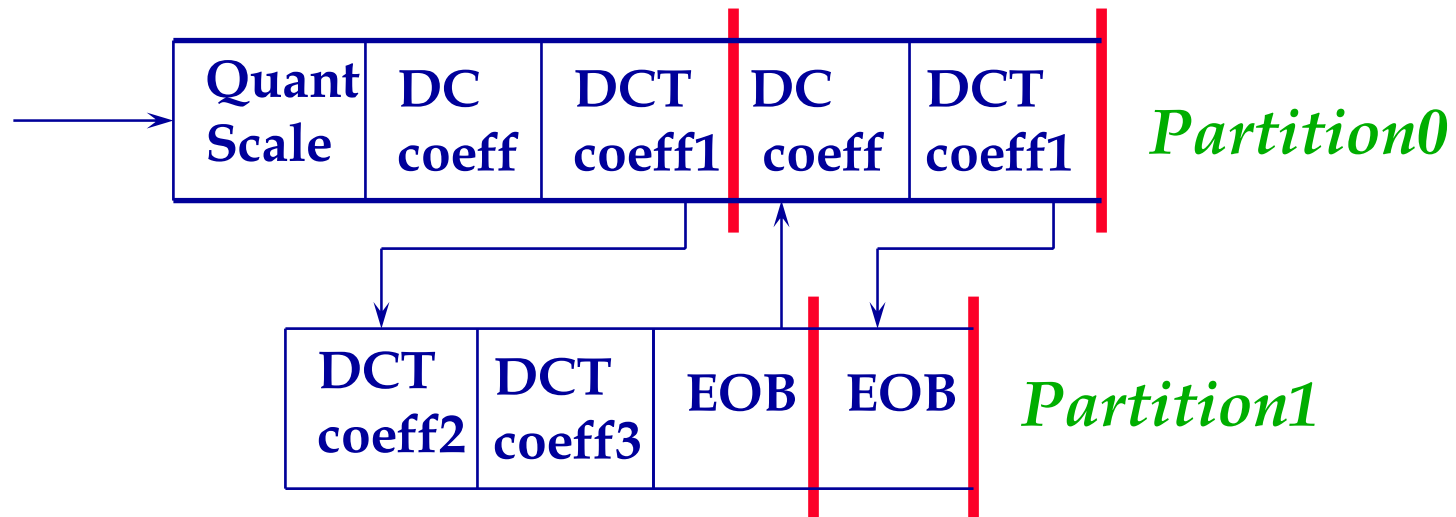 Quant
Scale
DC
coeff
DCT
coeff1
DC
coeff
DCT
coeff1
Partition0
DCT
coeff2
DCT
coeff3
EOB
EOB
Partition1